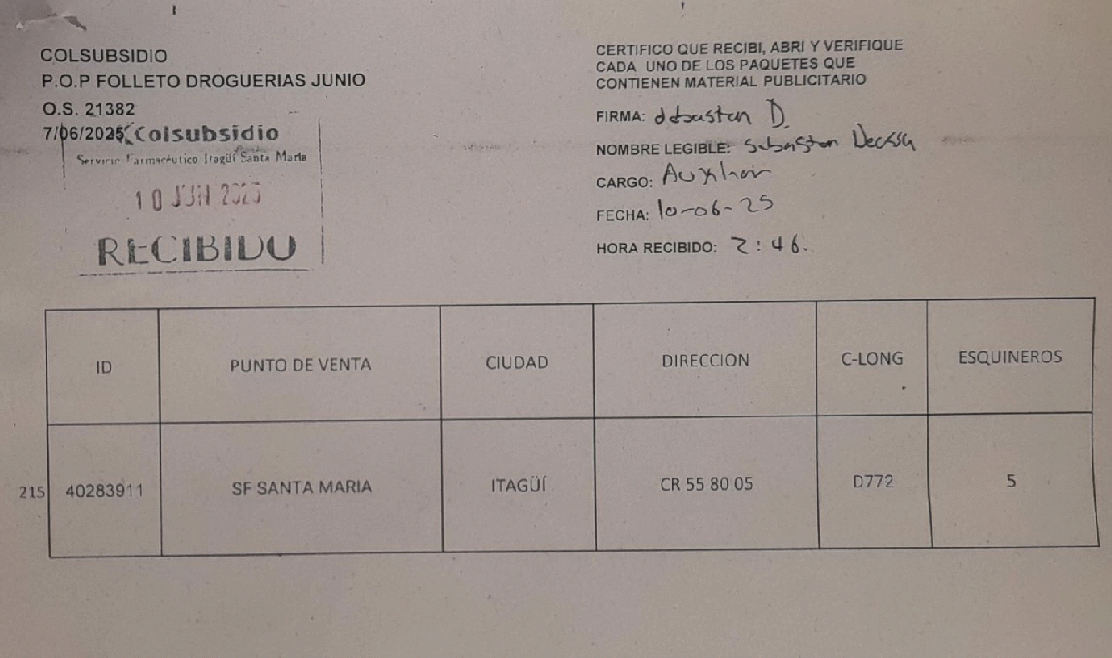 COLSUBSIDIO
P.O.P FOLLETO DROGUERIAS JUNIO
O.S. 21382
7/06/2025
Colsubsidio
Servicio Farmacéutico Itagüí Santa María
10 JUN 2025
RECIBIDO
CERTIFICO QUE RECIBI, ABRI Y VERIFIQUE
CADA UNO DE LOS PAQUETES QUE
CONTIENEN MATERIAL PUBLICITARIO
FIRMA: D.
NOMBRE LEGIBLE: Sebastian
CARGO: Auxiliar
FECHA: 10-06-25
HORA RECIBIDO: 2:46.
ID PUNTO DE VENTA CIUDAD DIRECCION C-LONG ESQUINEROS
215 40283911 SF SANTA MARIA ITAGÜÍ CR 55 80 05 D772 5